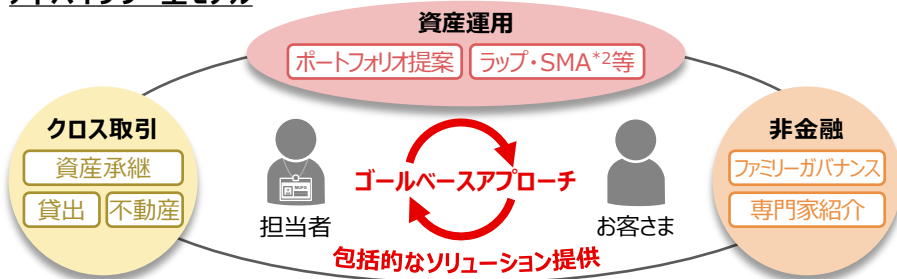 資産運用
ポートフォリオ提案 ラップ・SMA*2等
クロス取引
資産承継
貸出 不動産
非金融
ファミリーガバナンス
専門家紹介
ゴールベースアプローチ
MUFG
担当者
お客さま
包括的なソリューション提供